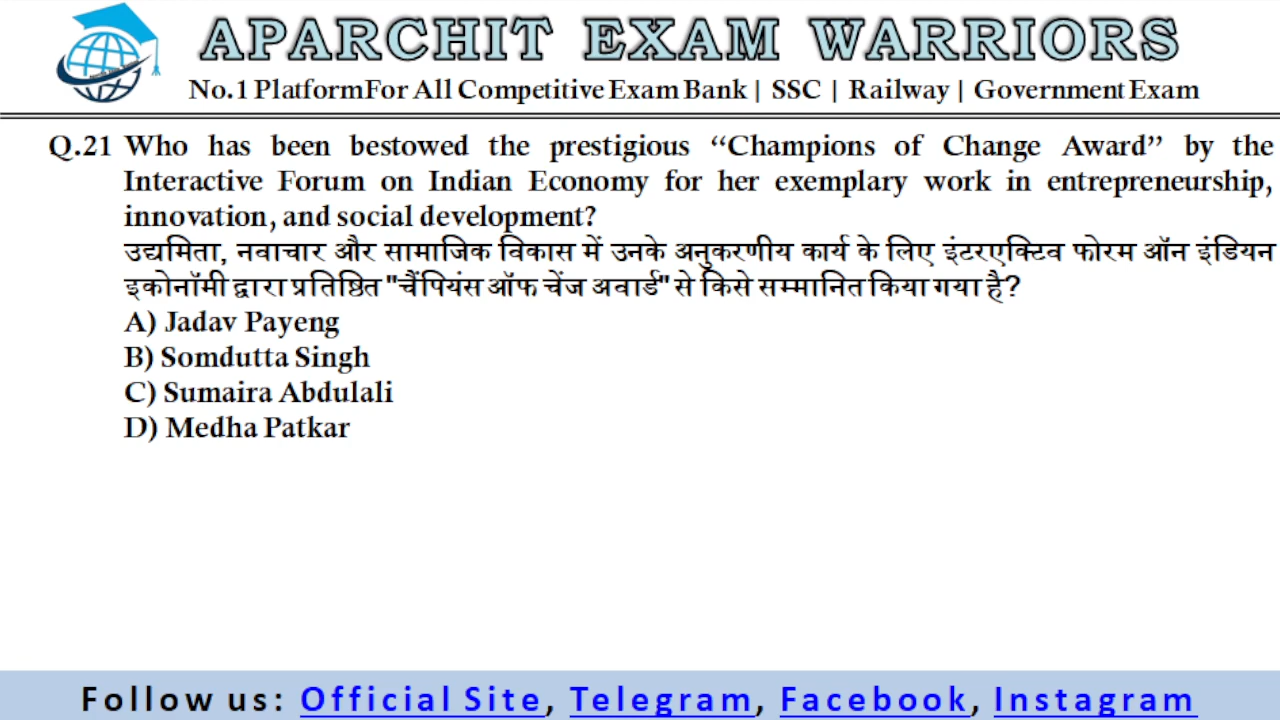 APARCHIT EXAM WARRIORS
No.1 PlatformFor All Competitive Exam Bank | SSC | Railway | Government Exam
Q.21 Who has been bestowed the prestigious “Champions of Change Award” by the
Interactive Forum on Indian Economy for her exemplary work in entrepreneurship,
innovation, and social development?
उद्यमिता, नवाचार और सामाजिक विकास में उनके अनुकरणीय कार्य के लिए इंटरएक्टिव फोरम ऑन इंडियन
इकोनॉमी द्वारा प्रतिष्ठित "चैंपियंस ऑफ चेंज अवार्ड" से किसे सम्मानित किया गया है?
A) Jadav Payeng
B) Somdutta Singh
C) Sumaira Abdulali
D) Medha Patkar
Follow us: Official Site, Telegram, Facebook, Instagram